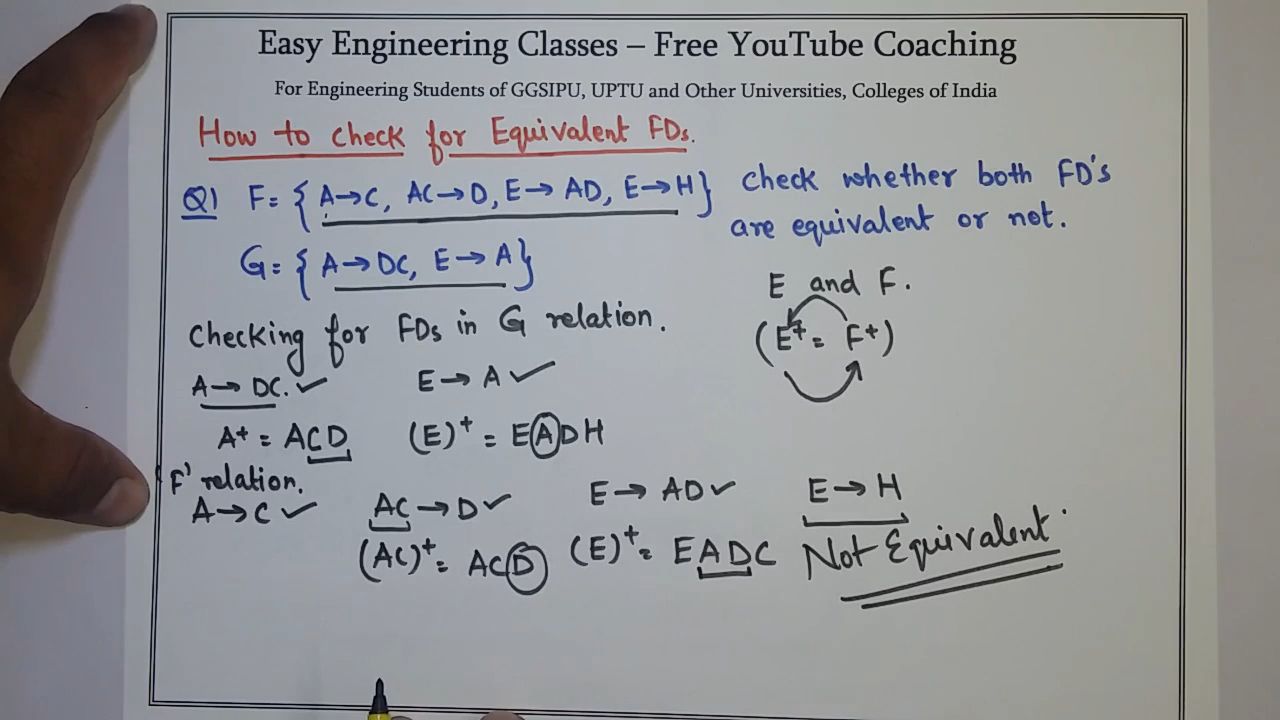 Easy Engineering Classes – Free YouTube Coaching
For Engineering Students of GGSIPU, UPTU and Other Universities, Colleges of India
How to check for Equivalent FDs.
Q1 F= { A→C, AC→D, E→AD, E→H} check whether both FD's
are equivalent or not.
G= { A→DC, E→A}
E and F.
(E+ = F+)
checking for FDs in G relation.
A→DC. ✓ E→A ✓
A+ = ACD (E)+ = EADH
F' relation.
A→C ✓ AC→D ✓ E→AD ✓ E→H
(AC)+ = ACD (E)+ = EADC Not Equivalent.